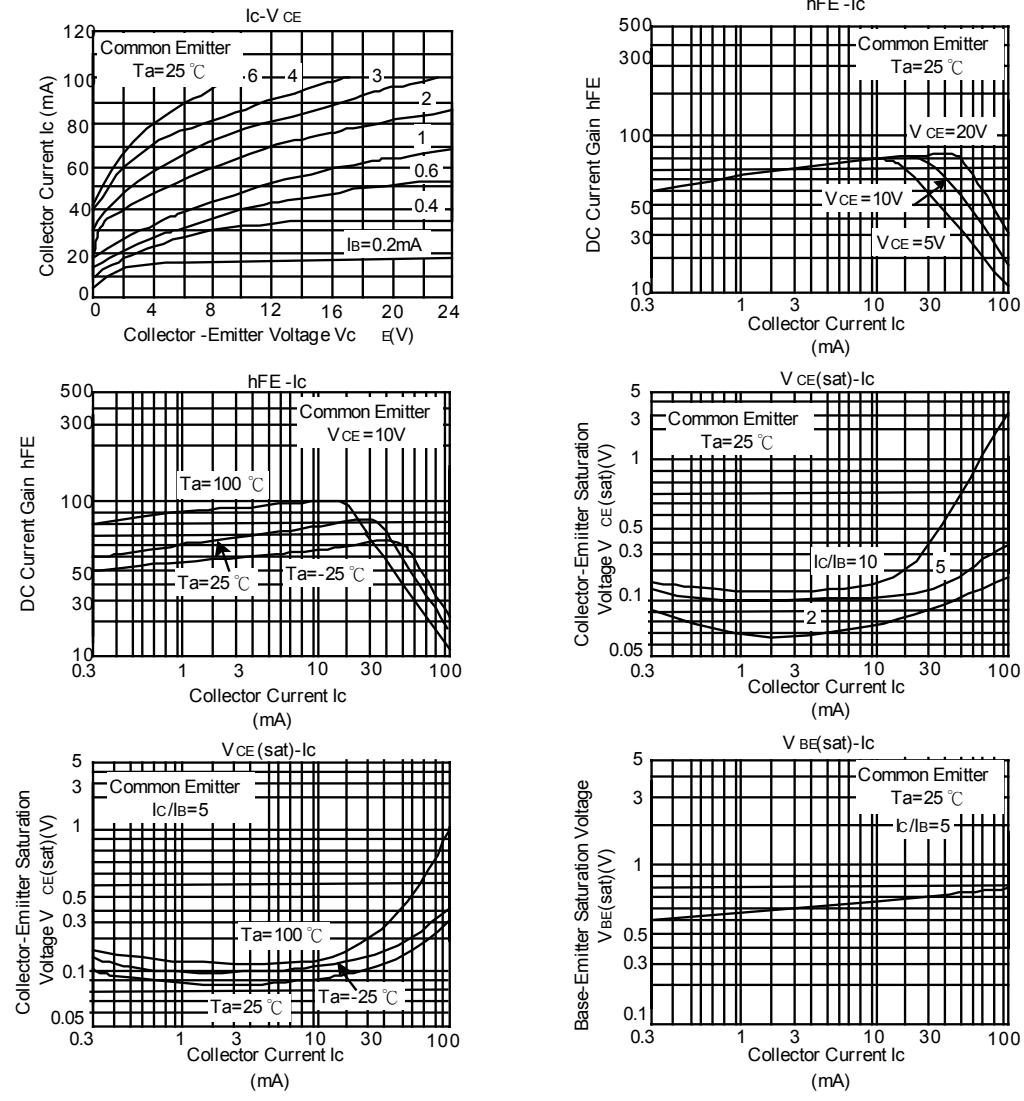 Ic-V CE
120
100
80
60
40
20
0
Collector Current Ic (mA)
Common Emitter
Ta=25 ℃
6 4 3
2
1
0.6
0.4
IB=0.2mA
0 4 8 12 16 20 24
Collector -Emitter Voltage Vc E(V)
hFE -Ic
500
300
100
50
30
10
DC Current Gain hFE
Common Emitter
Ta=25 ℃
V CE=20V
V CE =10V
V CE =5V
0.3 1 3 10 30 100
Collector Current Ic
(mA)
hFE -Ic
500
300
100
50
30
10
DC Current Gain hFE
Common Emitter
V CE =10V
Ta=100 ℃
Ta=25 ℃ Ta=-25 ℃
0.3 1 3 10 30 100
Collector Current Ic
(mA)
V CE(sat)-Ic
5
3
1
0.5
0.3
0.1
0.05
Collector-Emiitter Saturation
Voltage V CE(sat)(V)
Common Emitter
Ta=25 ℃
Ic/IB=10 5
2
0.3 1 3 10 30 100
Collector Current Ic
(mA)
V CE (sat)-Ic
5
3
1
0.5
0.3
0.1
0.05
Collector-Emiitter Saturation
Voltage V CE(sat)(V)
Common Emitter
Ic/IB=5
Ta=100 ℃
Ta=25 ℃ Ta=-25 ℃
0.3 1 3 10 30 100
Collector Current Ic
(mA)
V BE(sat)-Ic
5
3
1
0.5
0.3
0.1
Base-Emitter Saturation Voltage
V BE(sat)(V)
Common Emitter
Ta=25 ℃
Ic/IB=5
0.3 1 3 10 30 100
Collector Current Ic
(mA)